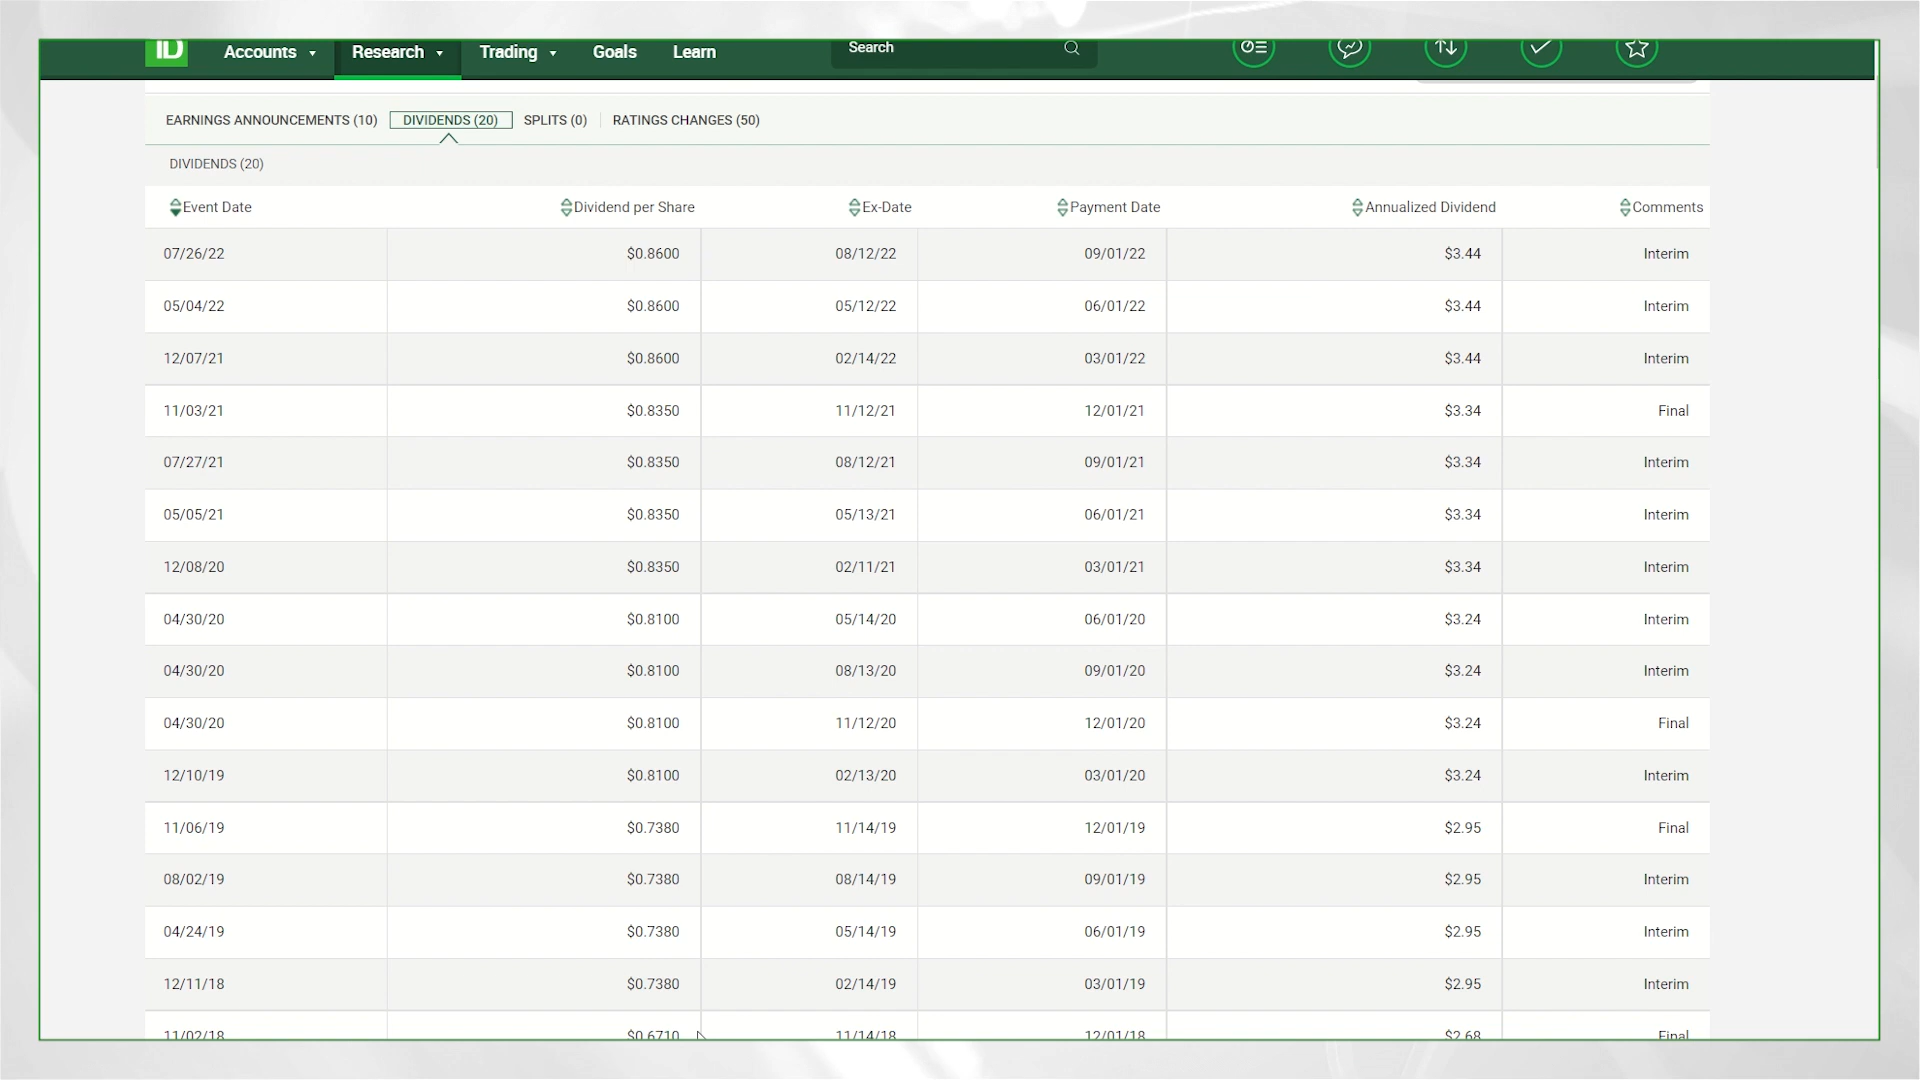 TD Accounts Research Trading Goals Learn Search
EARNINGS ANNOUNCEMENTS (10) DIVIDENDS (20) SPLITS (0) RATINGS CHANGES (50)
DIVIDENDS (20)
Event Date Dividend per Share Ex-Date Payment Date Annualized Dividend Comments
07/26/22 $0.8600 08/12/22 09/01/22 $3.44 Interim
05/04/22 $0.8600 05/12/22 06/01/22 $3.44 Interim
12/07/21 $0.8600 02/14/22 03/01/22 $3.44 Interim
11/03/21 $0.8350 11/12/21 12/01/21 $3.34 Final
07/27/21 $0.8350 08/12/21 09/01/21 $3.34 Interim
05/05/21 $0.8350 05/13/21 06/01/21 $3.34 Interim
12/08/20 $0.8350 02/11/21 03/01/21 $3.34 Interim
04/30/20 $0.8100 05/14/20 06/01/20 $3.24 Interim
04/30/20 $0.8100 08/13/20 09/01/20 $3.24 Interim
04/30/20 $0.8100 11/12/20 12/01/20 $3.24 Final
12/10/19 $0.8100 02/13/20 03/01/20 $3.24 Interim
11/06/19 $0.7380 11/14/19 12/01/19 $2.95 Final
08/02/19 $0.7380 08/14/19 09/01/19 $2.95 Interim
04/24/19 $0.7380 05/14/19 06/01/19 $2.95 Interim
12/11/18 $0.7380 02/14/19 03/01/19 $2.95 Interim
11/02/18 $0.6710 11/14/18 12/01/18 $2.68 Final